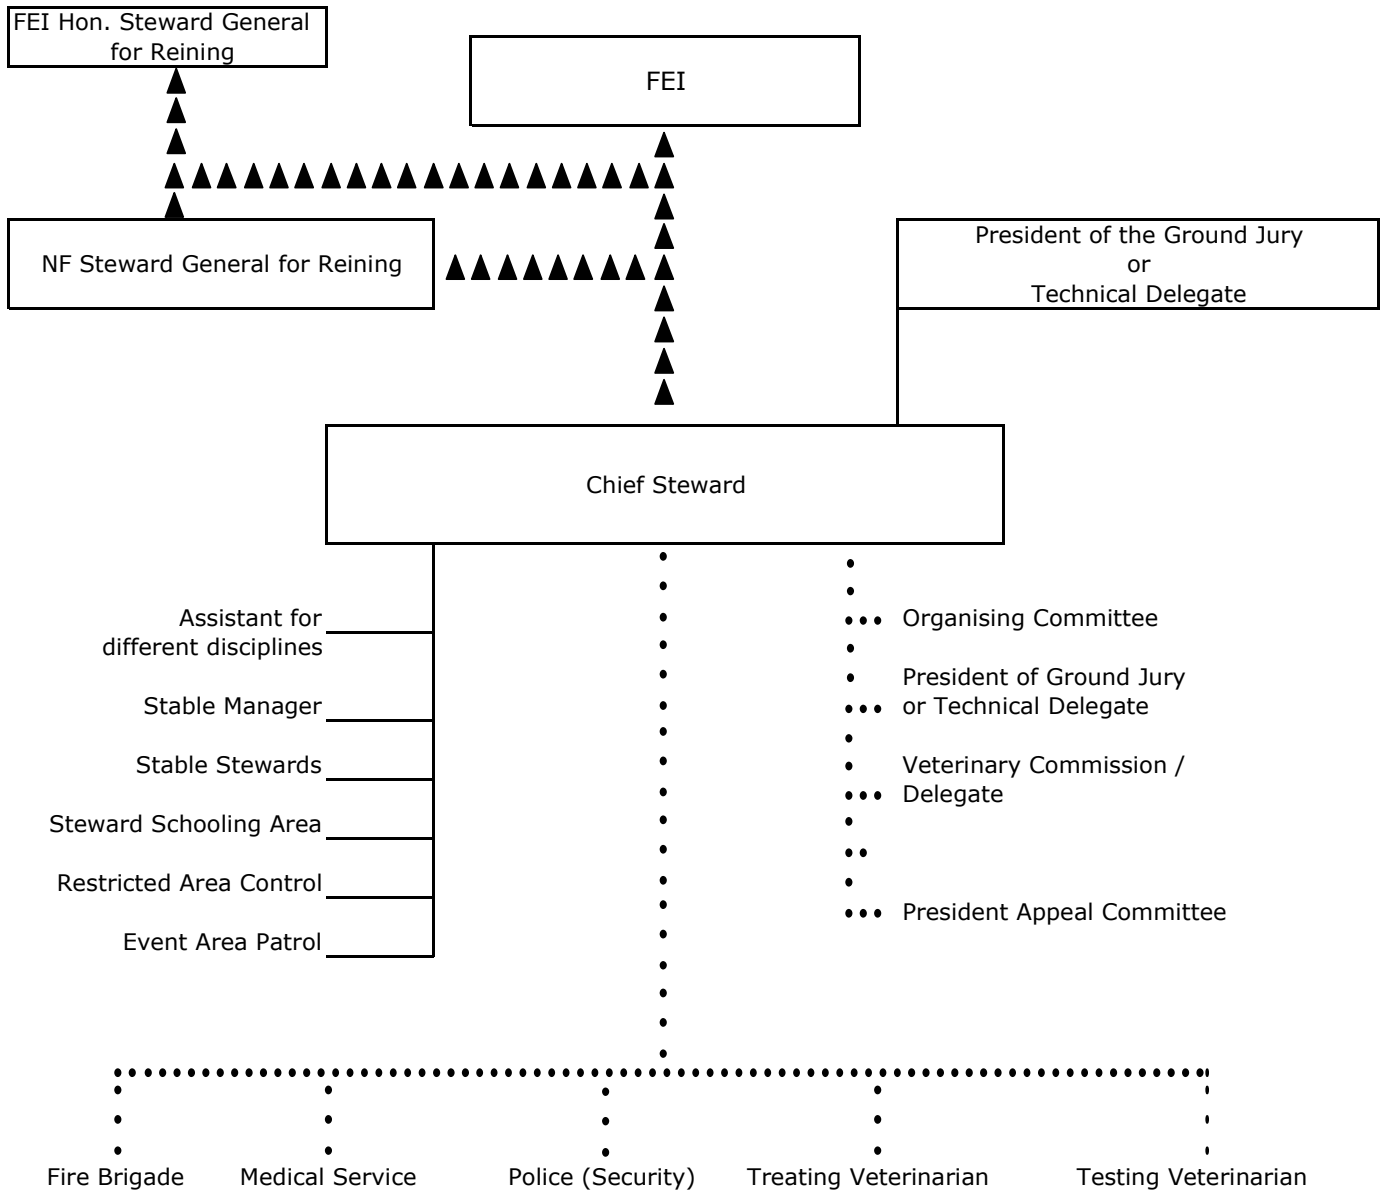 FEI Hon. Steward General
for Reining
FEI
NF Steward General for Reining
President of the Ground Jury
or
Technical Delegate
Chief Steward
Assistant for
different disciplines
Stable Manager
Stable Stewards
Steward Schooling Area
Restricted Area Control
Event Area Patrol
Organising Committee
President of Ground Jury
or Technical Delegate
Veterinary Commission /
Delegate
President Appeal Committee
Fire Brigade
Medical Service
Police (Security)
Treating Veterinarian
Testing Veterinarian